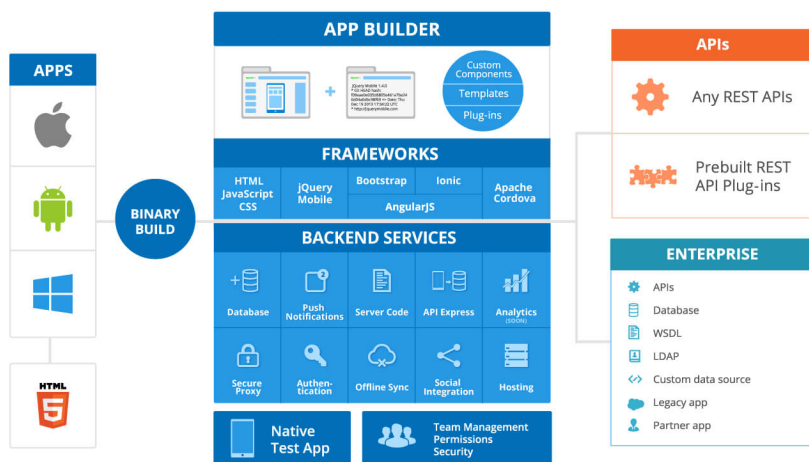 APPS
HTML
5
BINARY
BUILD
APP BUILDER
+
Custom
Components
Templates
Plug-ins
FRAMEWORKS
HTML
JavaScript
CSS
jQuery
Mobile
Bootstrap
Ionic
AngularJS
Apache
Cordova
BACKEND SERVICES
Database
2
Push
Notifications
Server Code
API Express
Analytics
(SOON)
Secure
Proxy
Authen-
tication
Offline Sync
Social
Integration
Hosting
Native
Test App
Team Management
Permissions
Security
APIs
Any REST APIs
Prebuilt REST
API Plug-ins
ENTERPRISE
APIs
Database
WSDL
LDAP
Custom data source
Legacy app
Partner app